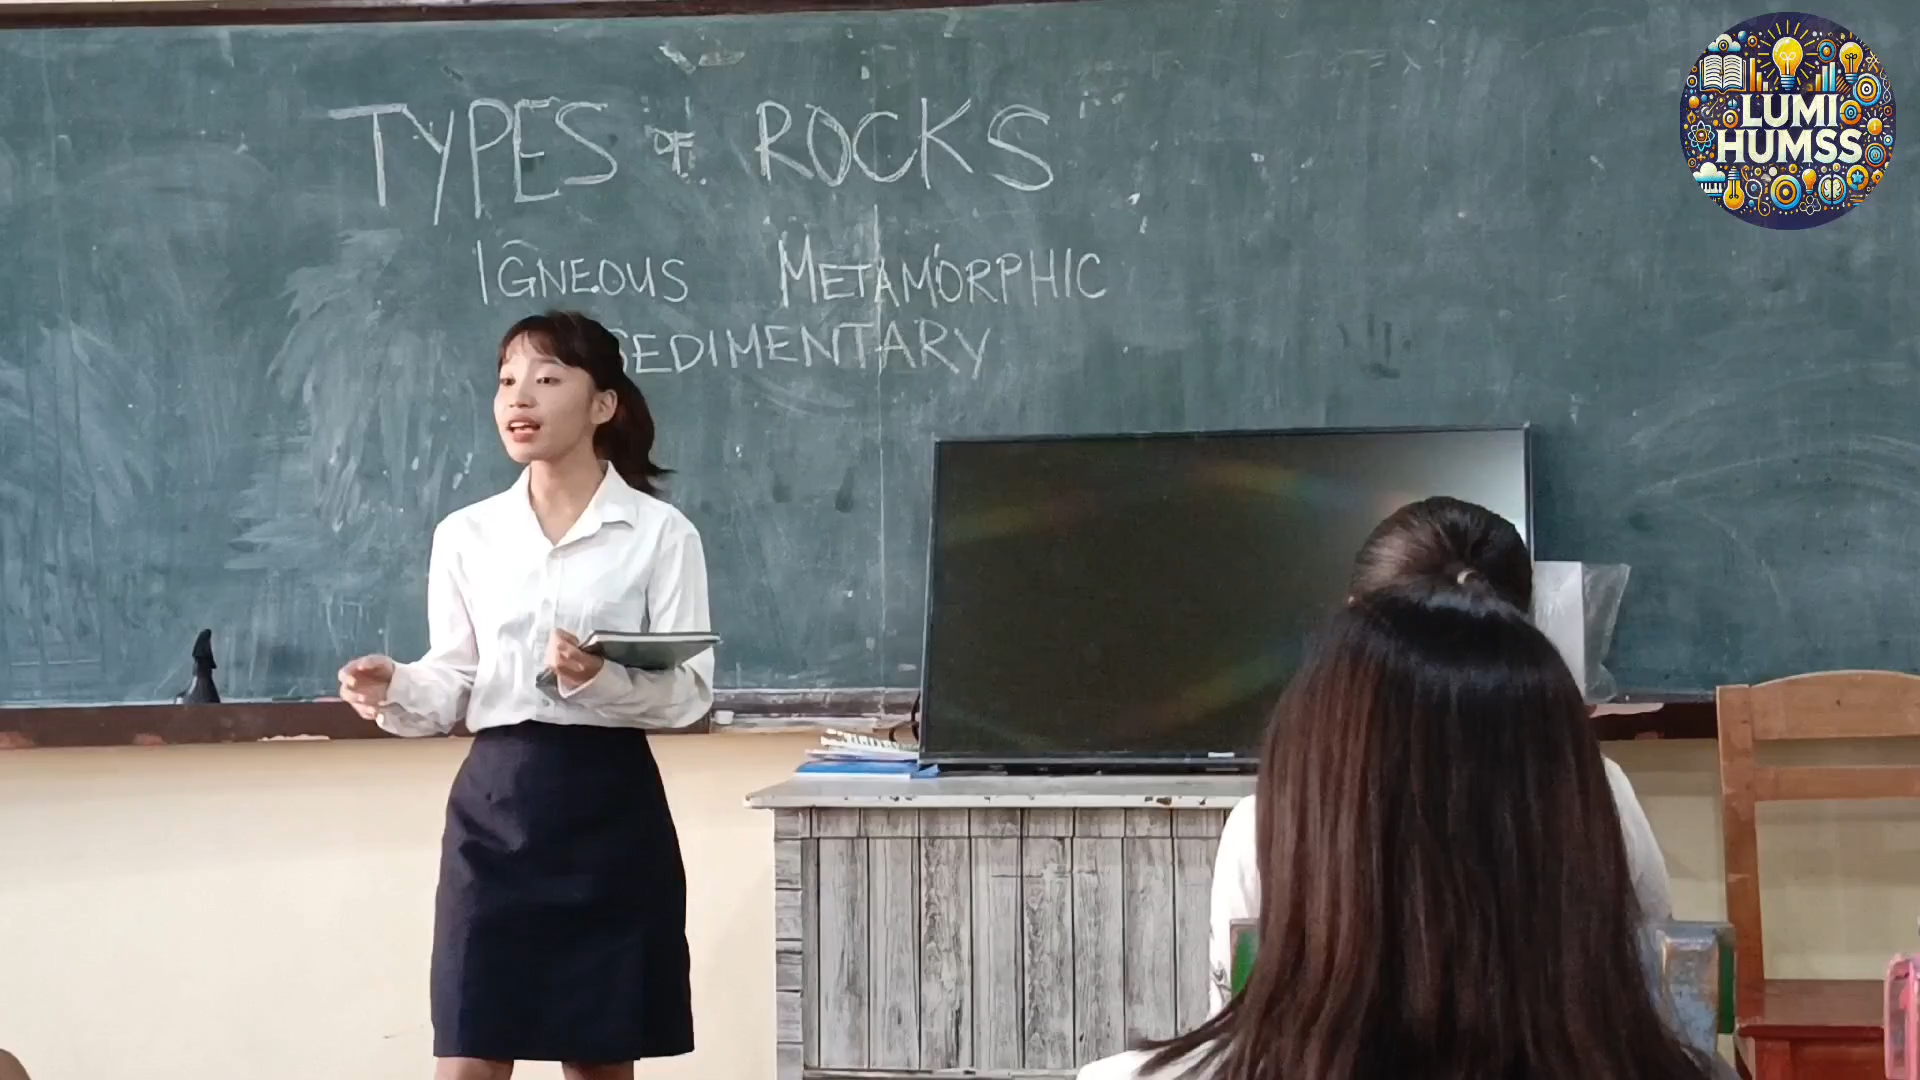 TYPES OF ROCKS
IGNEOUS METAMORPHIC
SEDIMENTARY
LUMI
HUMSS